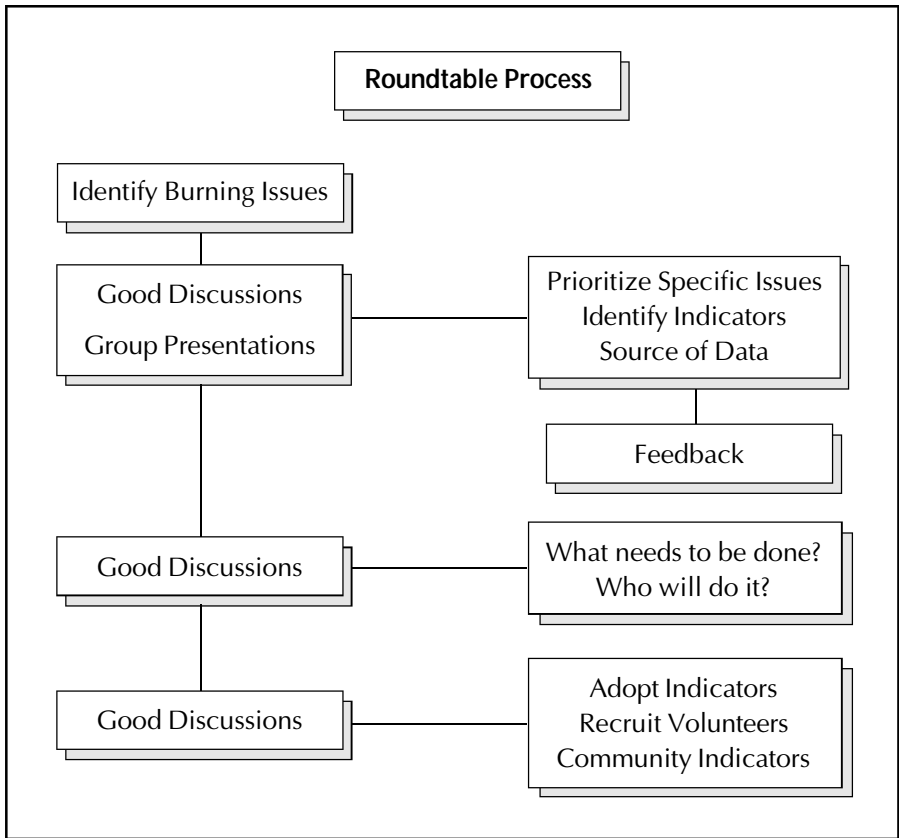 Roundtable Process
Identify Burning Issues
Good Discussions
Group Presentations
Prioritize Specific Issues
Identify Indicators
Source of Data
Feedback
Good Discussions
What needs to be done?
Who will do it?
Good Discussions
Adopt Indicators
Recruit Volunteers
Community Indicators